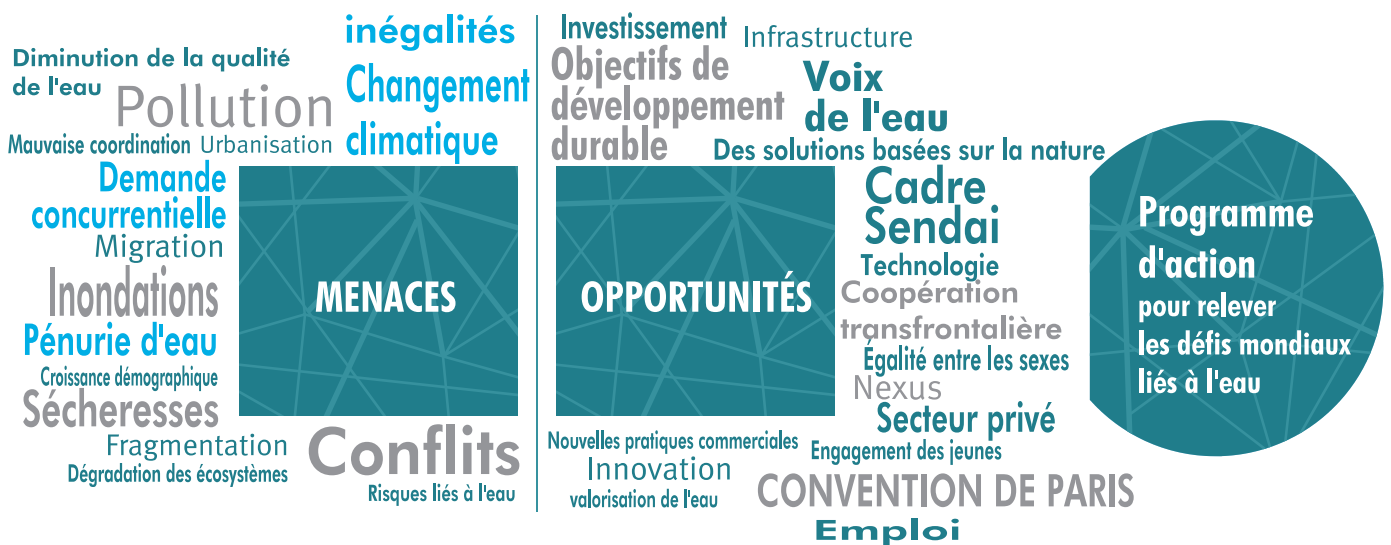 inégalités
Diminution de la qualité
de l'eau
Changement
climatique
Pollution
Mauvaise coordination
Urbanisation
Demande
concurrentielle
Migration
Inondations
Pénurie d'eau
Croissance démographique
Sécheresses
Fragmentation
Dégradation des écosystèmes
Conflits
Risques liés à l'eau
MENACES
Investissement
Infrastructure
Objectifs de
développement
durable
Voix
de l'eau
Des solutions basées sur la nature
OPPORTUNITÉS
Cadre
Sendai
Technologie
Coopération
transfrontalière
Égalité entre les sexes
Nexus
Secteur privé
Engagement des jeunes
Nouvelles pratiques commerciales
Innovation
valorisation de l'eau
CONVENTION DE PARIS
Emploi
Programme
d'action
pour relever
les défis mondiaux
liés à l'eau